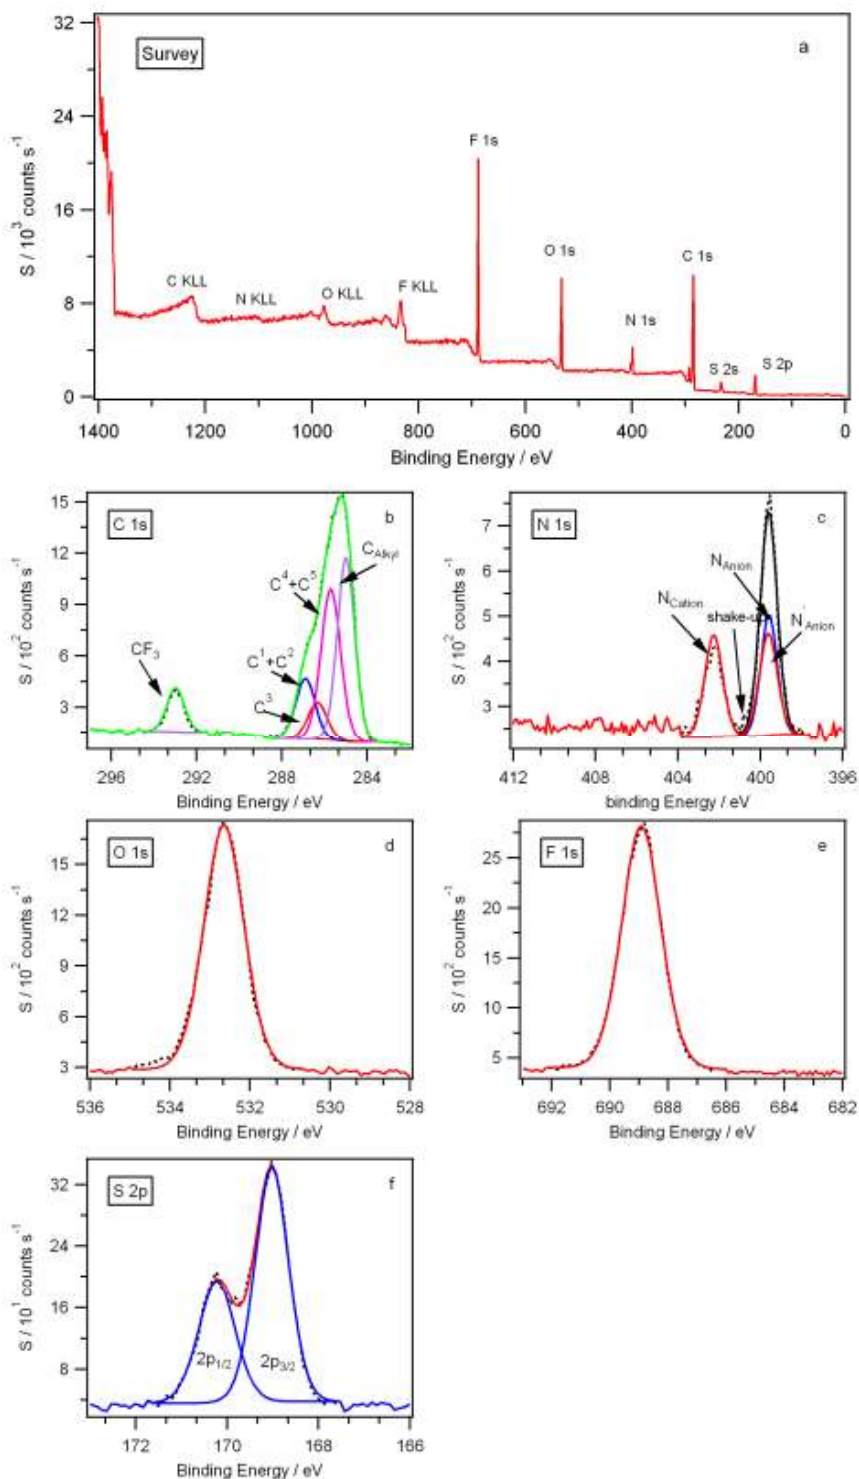 Survey
a
S / 10³ counts s⁻¹
32
24
16
8
0
C KLL
N KLL
O KLL
F KLL
F 1s
O 1s
N 1s
C 1s
S 2s
S 2p
1400 1200 1000 800 600 400 200 0
Binding Energy / eV
C 1s
b
S / 10² counts s⁻¹
15
12
9
6
3
CF₃
C⁴+C⁵
C_Alkyl
C¹+C²
C³
296 292 288 284
Binding Energy / eV
N 1s
c
S / 10² counts s⁻¹
7
6
5
4
3
N_Cation
N_Anion
shake-up
N'_Anion
412 408 404 400 396
binding Energy / eV
O 1s
d
S / 10² counts s⁻¹
15
12
9
6
3
536 534 532 530 528
Binding Energy / eV
F 1s
e
S / 10² counts s⁻¹
25
20
15
10
5
692 690 688 686 684 682
Binding Energy / eV
S 2p
f
S / 10¹ counts s⁻¹
32
24
16
8
2p₁/₂
2p₃/₂
172 170 168 166
Binding Energy / eV